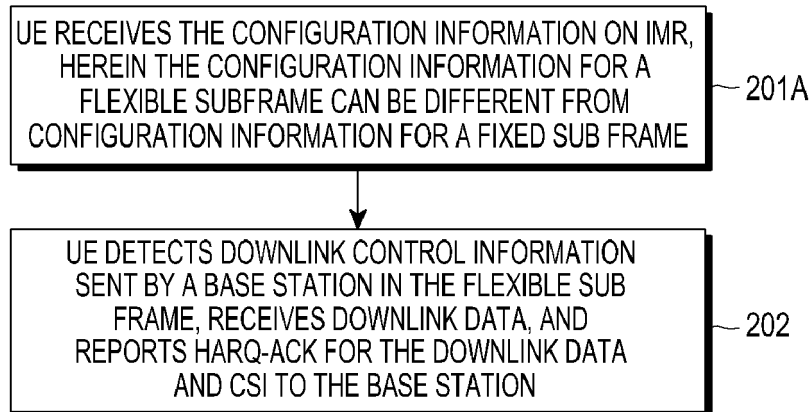 UE RECEIVES THE CONFIGURATION INFORMATION ON IMR,
HEREIN THE CONFIGURATION INFORMATION FOR A
FLEXIBLE SUBFRAME CAN BE DIFFERENT FROM
CONFIGURATION INFORMATION FOR A FIXED SUB FRAME
201A
UE DETECTS DOWNLINK CONTROL INFORMATION
SENT BY A BASE STATION IN THE FLEXIBLE SUB
FRAME, RECEIVES DOWNLINK DATA, AND
REPORTS HARQ-ACK FOR THE DOWNLINK DATA
AND CSI TO THE BASE STATION
202